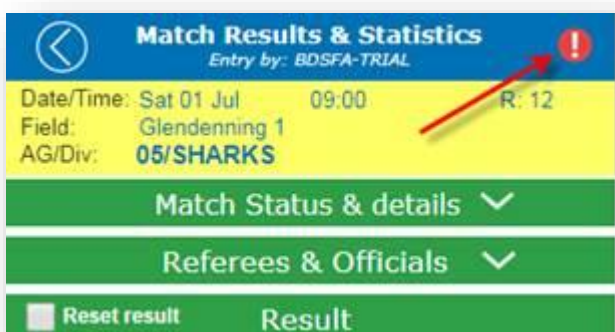 Match Results & Statistics
Entry by: BDSFA-TRIAL
!
Date/Time: Sat 01 Jul 09:00 R: 12
Field: Glendenning 1
AG/Div: 05/SHARKS
Match Status & details
Referees & Officials
Reset result Result